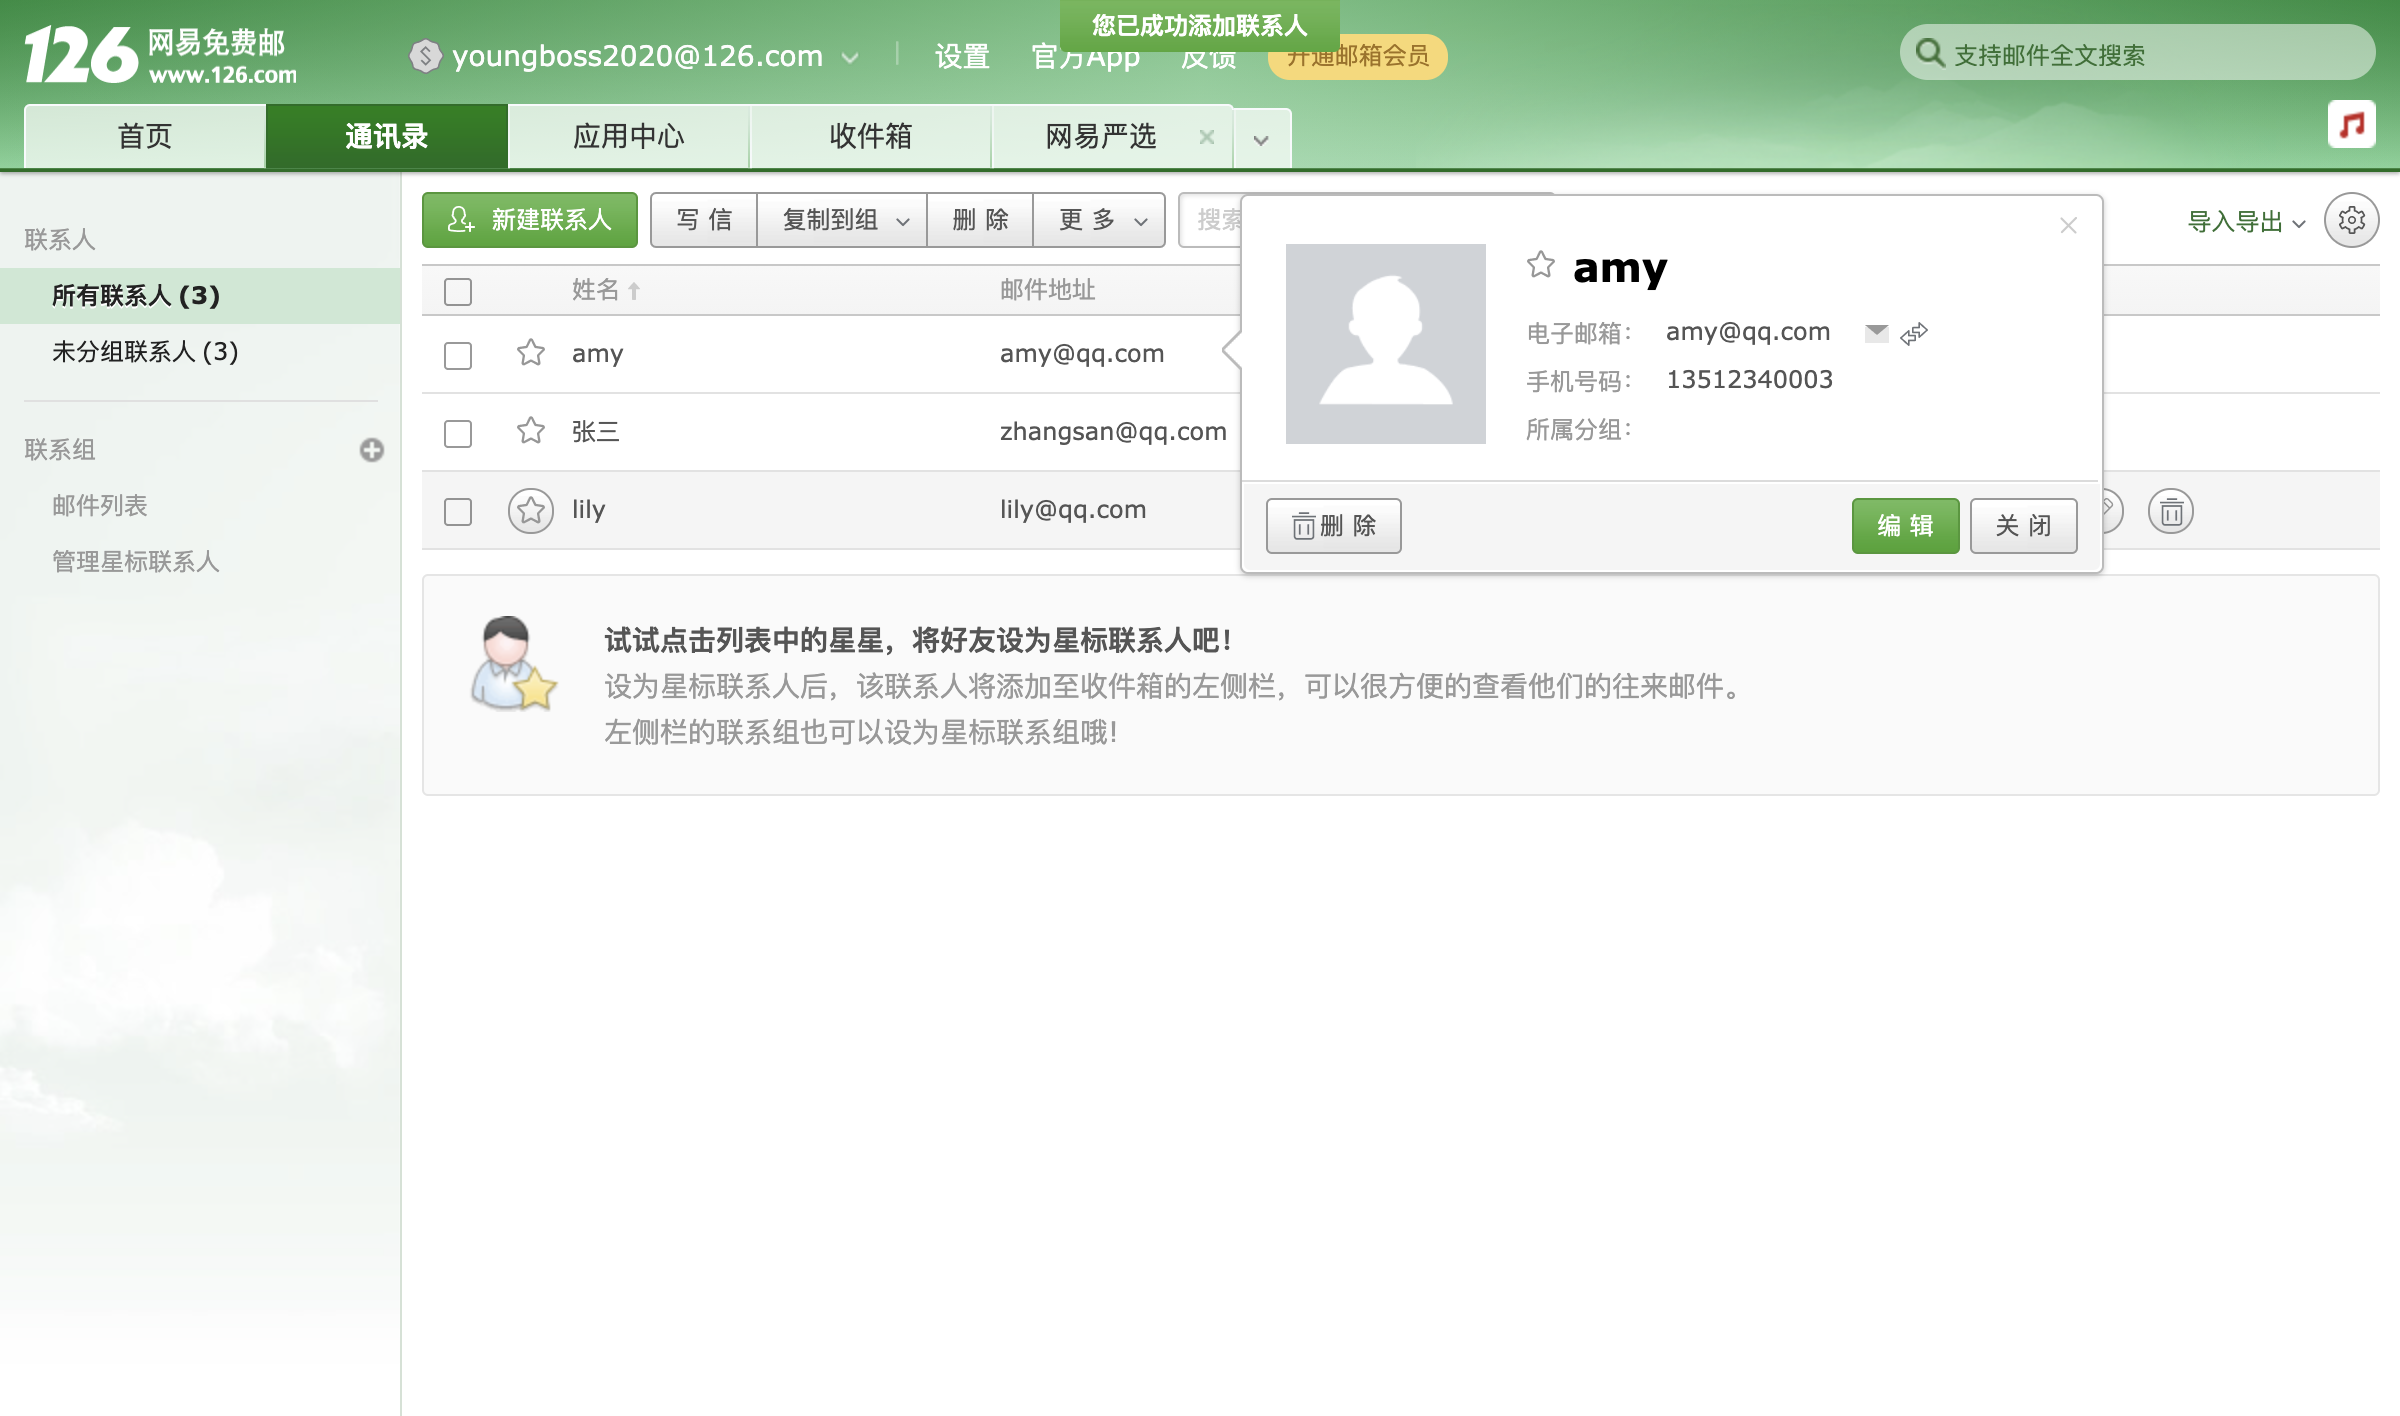 您已成功添加联系人
126 网易免费邮
www.126.com
youngboss2020@126.com
设置
官方App
反馈
开通邮箱会员
支持邮件全文搜索
首页
通讯录
应用中心
收件箱
网易严选
联系人
所有联系人 (3)
未分组联系人 (3)
联系组
邮件列表
管理星标联系人
新建联系人
写 信
复制到组
删 除
更 多
搜索
导入导出
姓名
邮件地址
amy
amy@qq.com
张三
zhangsan@qq.com
lily
lily@qq.com
amy
电子邮箱： amy@qq.com
手机号码： 13512340003
所属分组：
删 除
编 辑
关 闭
试试点击列表中的星星，将好友设为星标联系人吧！
设为星标联系人后，该联系人将添加至收件箱的左侧栏，可以很方便的查看他们的往来邮件。
左侧栏的联系组也可以设为星标联系组哦！